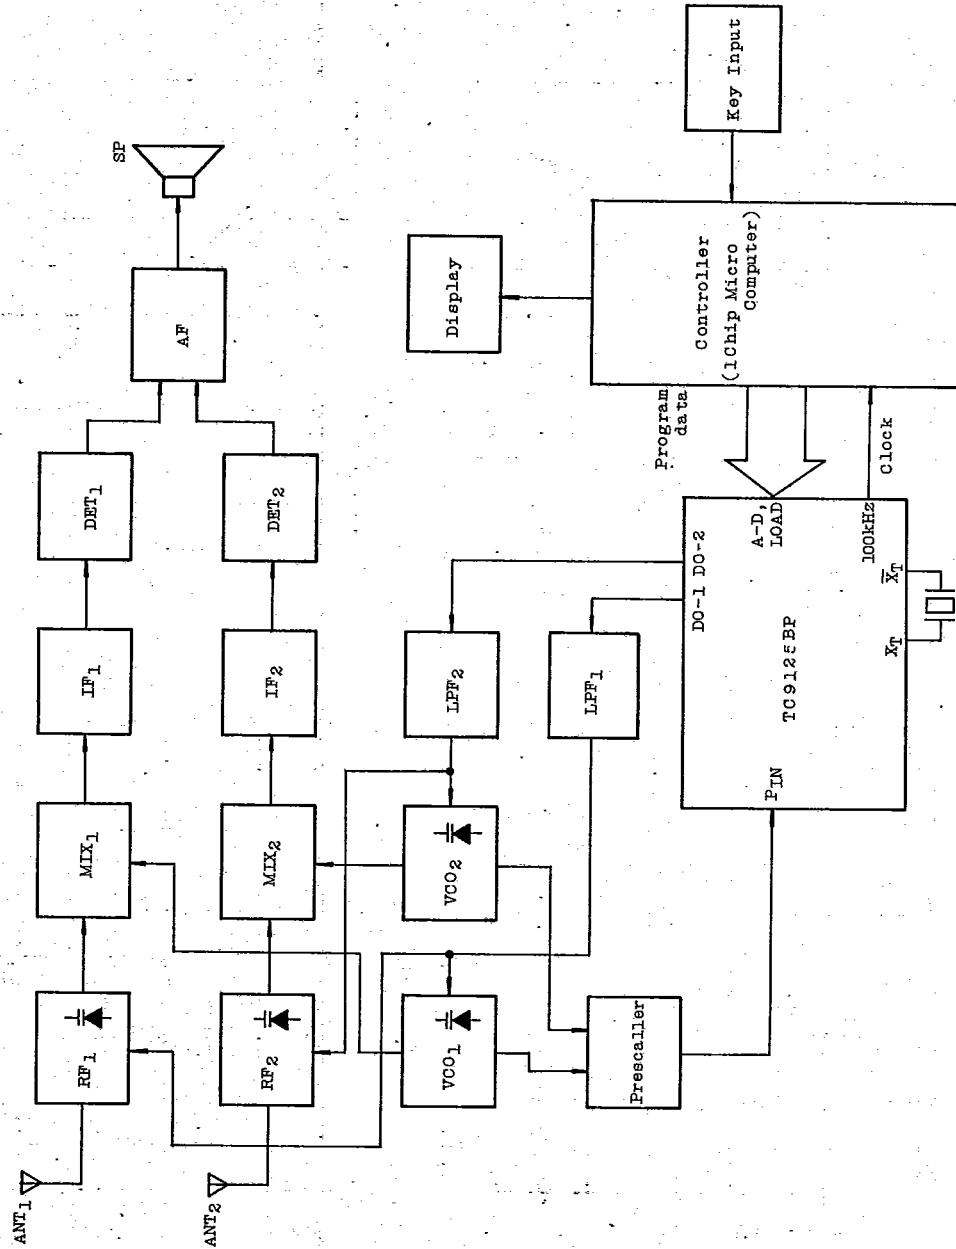 ANT1
RF1
MIX1
IF1
DET1
AF
SP
ANT2
RF2
MIX2
IF2
DET2
VCO1
VCO2
LPF2
LPF1
Display
Prescaller
PIN
TC9125BP
DO-1 DO-2
A-D,
LOAD
100kHz
XT
X̅T
Program
data
Clock
Controller
(1Chip Micro
Computer)
Key Input